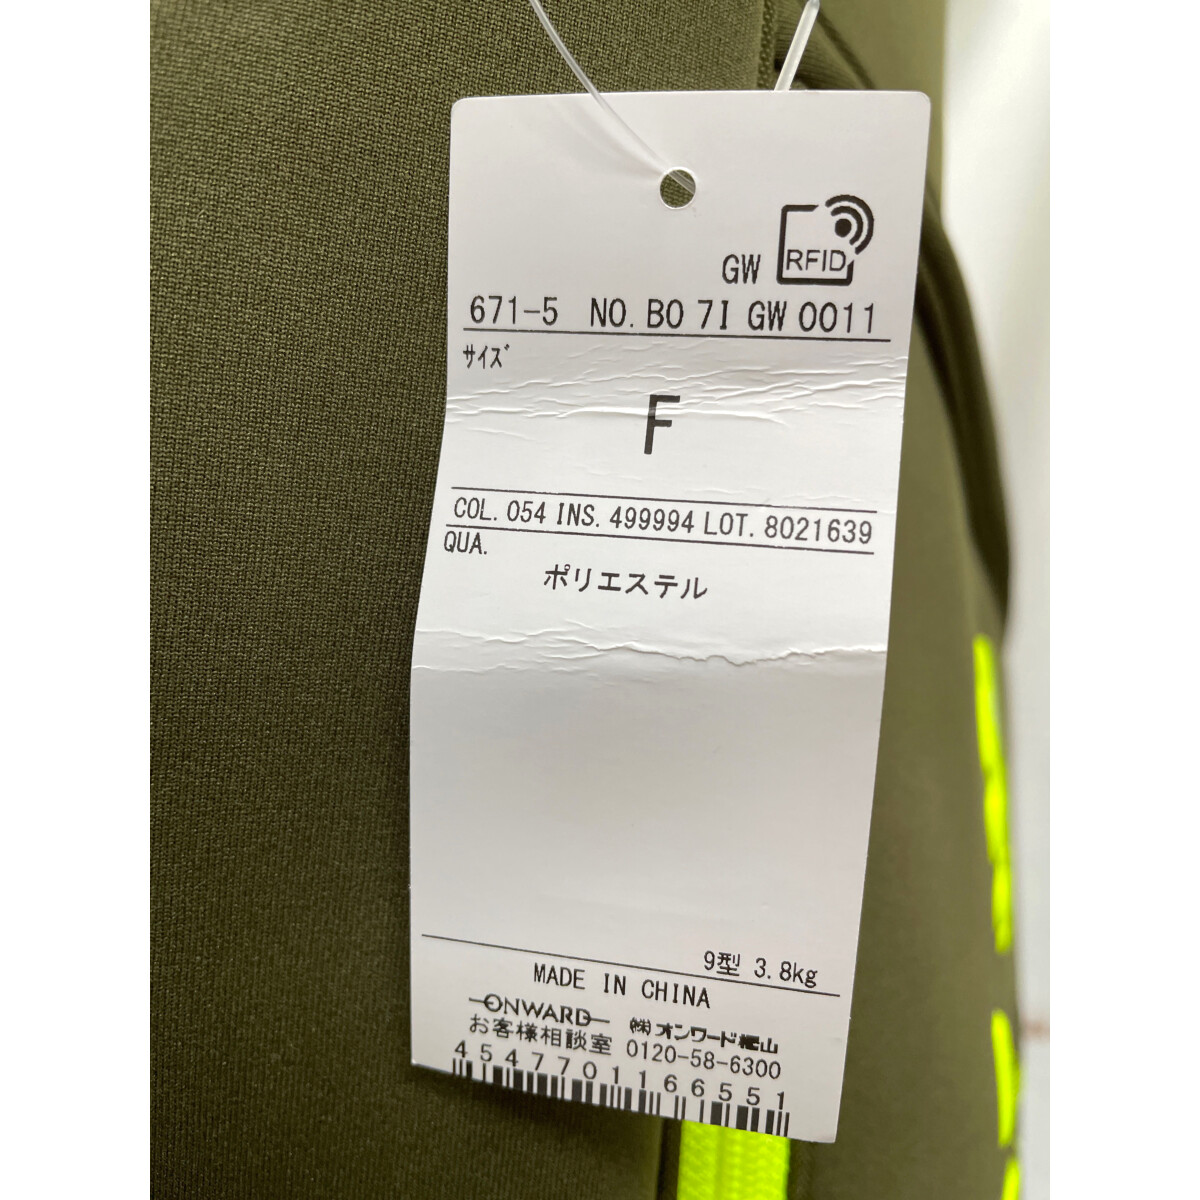 GW RFID
671-5 NO. BO 7I GW 0011
サイズ
F
COL. 054 INS. 499994 LOT. 8021639
QUA.
ポリエステル
9型 3.8kg
MADE IN CHINA
ONWARD ㈱オンワード樫山
お客様相談室 0120-58-6300
4547701166551